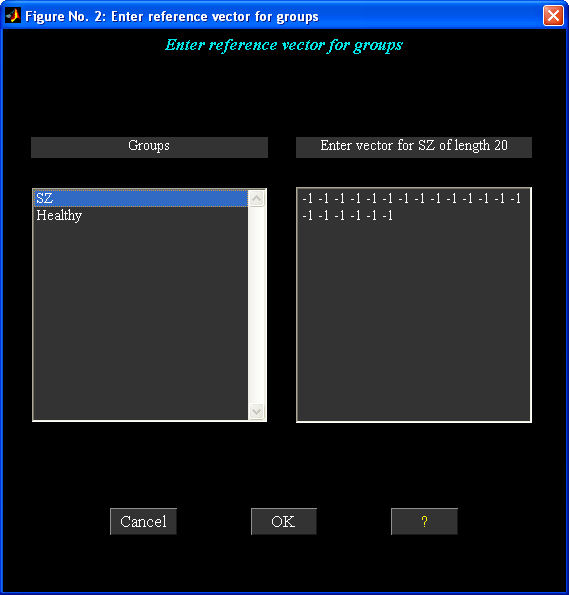 Figure No. 2: Enter reference vector for groups
Enter reference vector for groups
Groups
Enter vector for SZ of length 20
SZ
Healthy
-1 -1 -1 -1 -1 -1 -1 -1 -1 -1 -1 -1 -1 -1
-1 -1 -1 -1 -1 -1
Cancel
OK
?